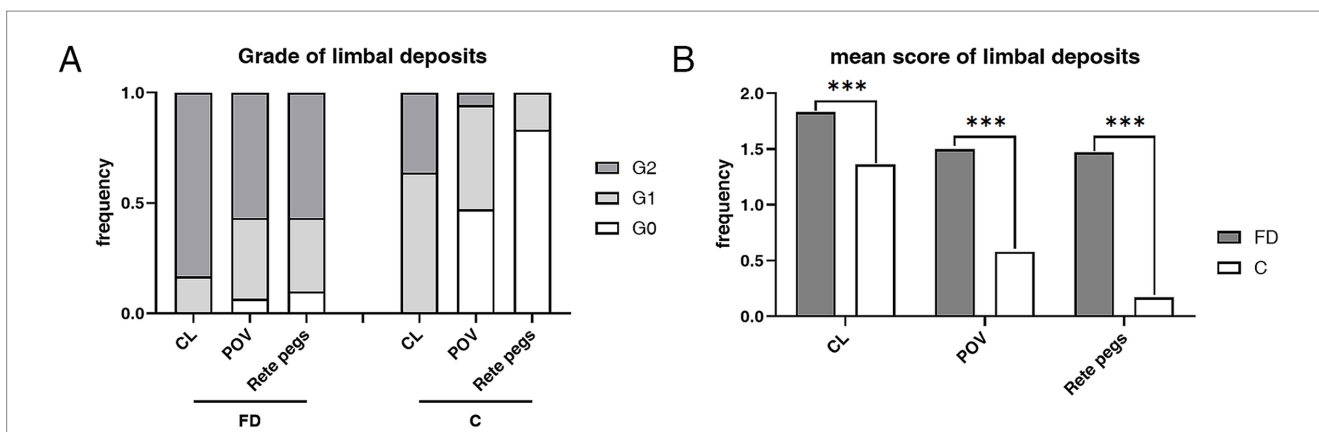 A
Grade of limbal deposits
frequency
1.0
0.5
0.0
CL
POV
Rete pegs
CL
POV
Rete pegs
FD
C
G2
G1
G0
B
mean score of limbal deposits
frequency
2.0
1.5
1.0
0.5
0.0
***
***
***
CL
POV
Rete pegs
FD
C